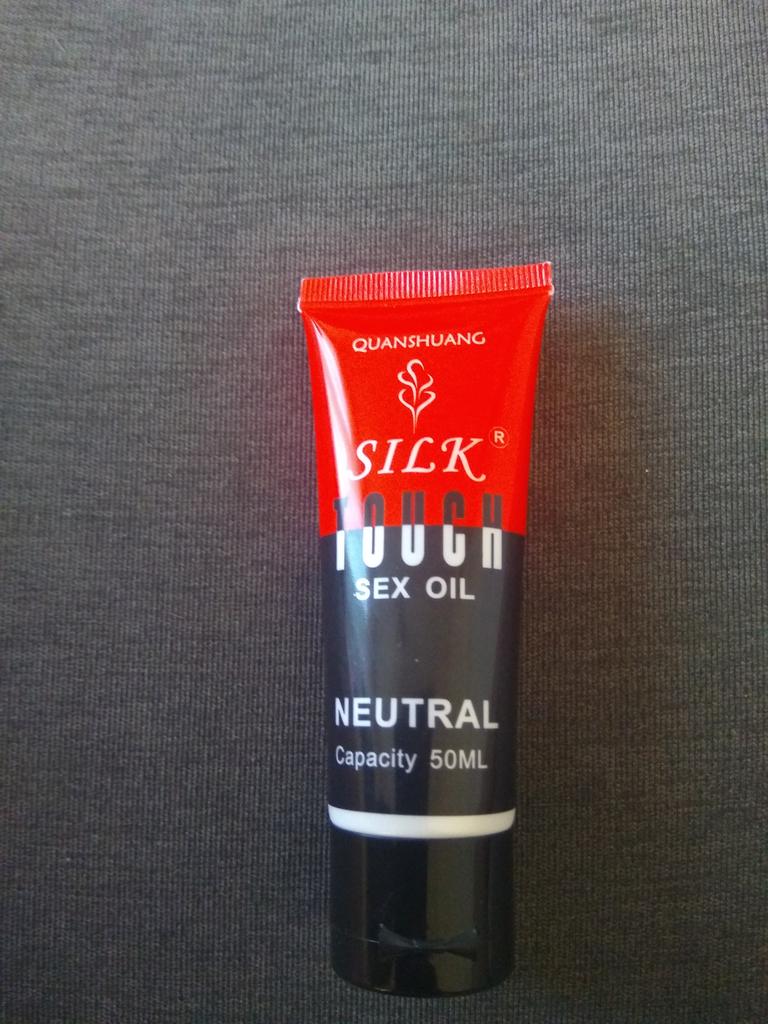 QUANSHUANG
SILK ®
TOUCH
SEX OIL
NEUTRAL
Capacity 50ML